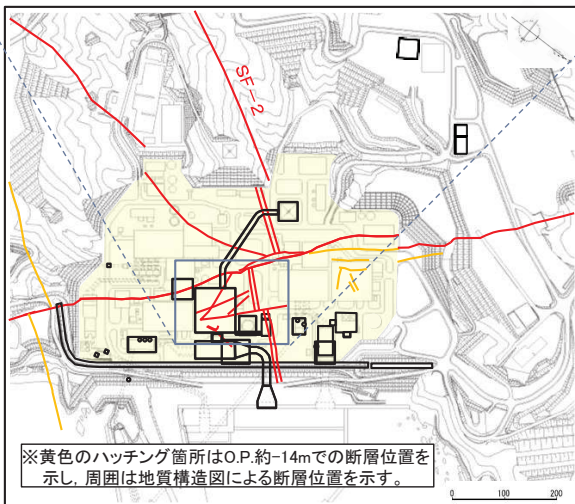 SF-2
※黄色のハッチング箇所はO.P.約-14mでの断層位置を
示し，周囲は地質構造図による断層位置を示す。
0 100 200